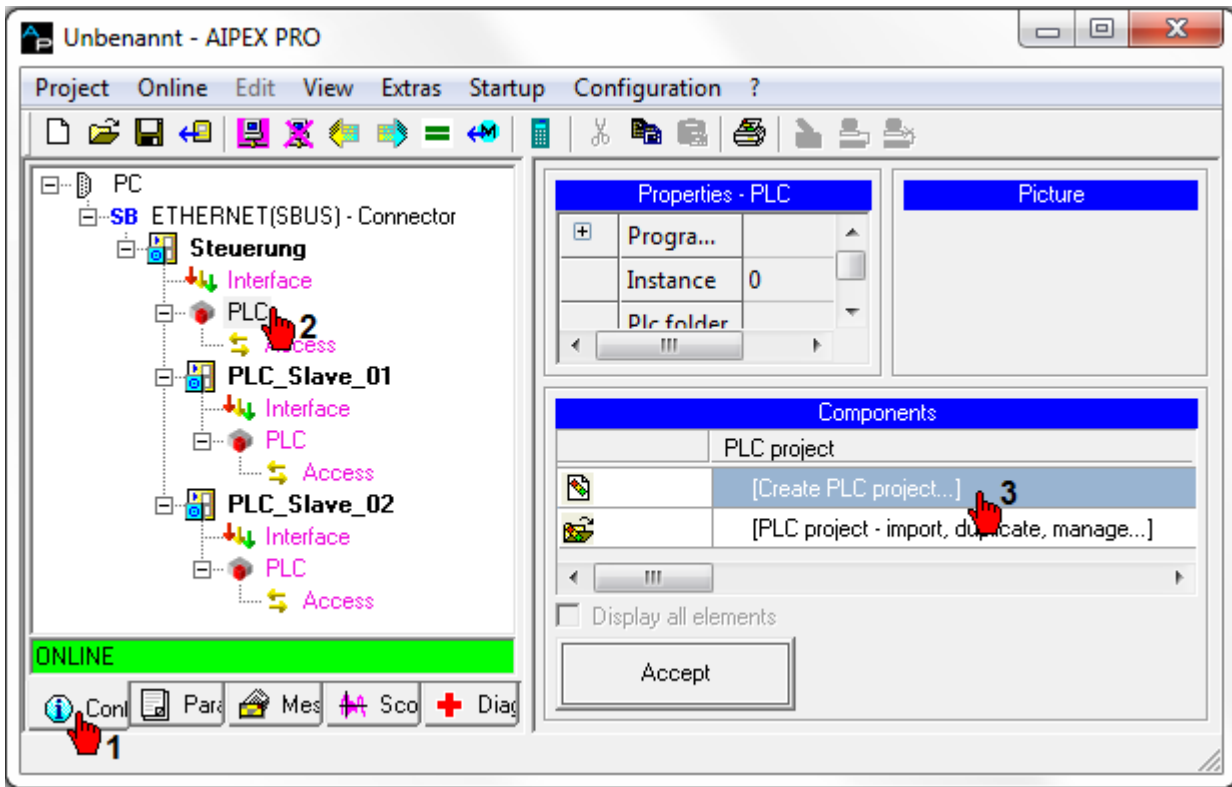 Unbenannt - AIPEX PRO
Project Online Edit View Extras Startup Configuration ?
PC
SB ETHERNET(SBUS) - Connector
Steuerung
Interface
PLC
2
Access
PLC_Slave_01
Interface
PLC
Access
PLC_Slave_02
Interface
PLC
Access
ONLINE
Conf Para Mes Sco Diag
1
Properties - PLC
Progra...
Instance 0
Plc folder
Picture
Components
PLC project
[Create PLC project...] 3
[PLC project - import, duplicate, manage...]
Display all elements
Accept